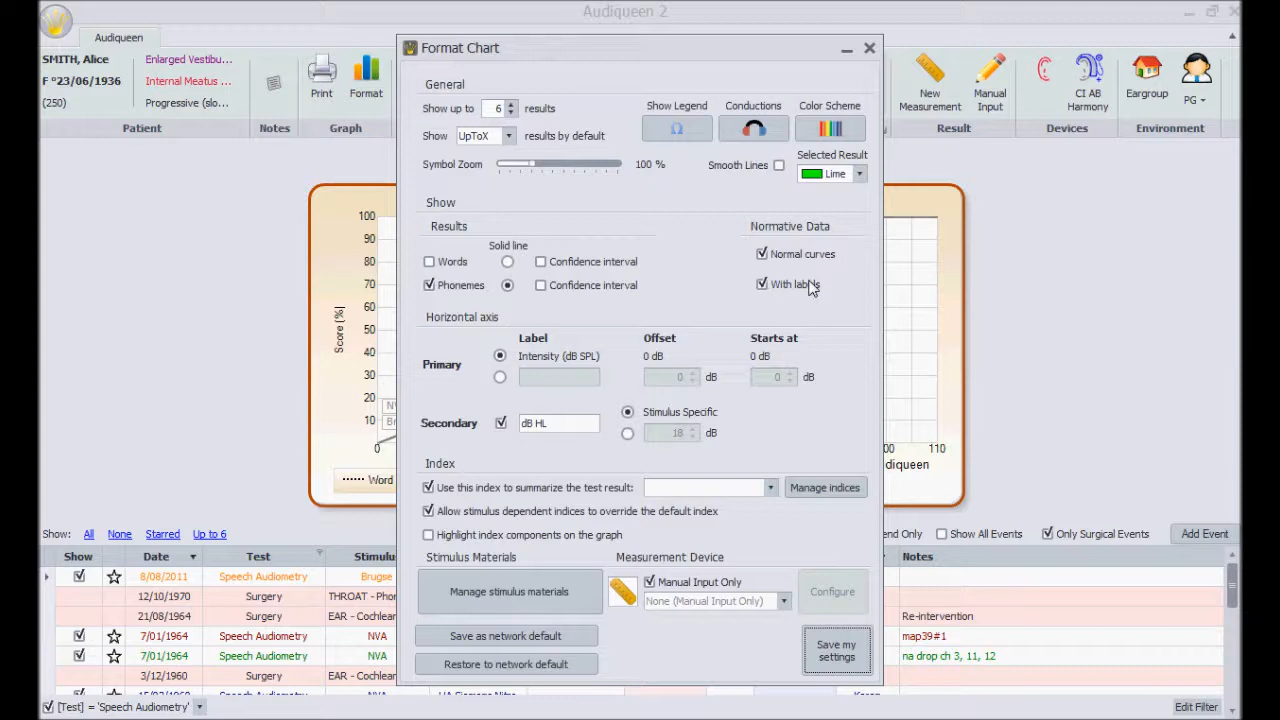 Audiqueen 2
Audiqueen
SMITH, Alice
F °23/06/1936
(250)
Enlarged Vestibu...
Internal Meatus ...
Progressive (slo...
Print
Format
New Measurement
Manual Input
CI AB Harmony
Eargroup
PG
Patient
Notes
Graph
Result
Devices
Environment
Format Chart
General
Show up to 6 results
Show UpToX results by default
Symbol Zoom 100 %
Show Legend
Conductions
Color Scheme
Smooth Lines
Selected Result
Lime
Show
Results
Normative Data
Solid line
Words
Confidence interval
Phonemes
Confidence interval
Normal curves
With labels
Horizontal axis
Label
Offset
Starts at
Primary
Intensity (dB SPL)
0 dB
0 dB
0 dB
0 dB
Secondary
dB HL
Stimulus Specific
18 dB
Index
Use this index to summarize the test result:
Manage indices
Allow stimulus dependent indices to override the default index
Highlight index components on the graph
Stimulus Materials
Measurement Device
Manage stimulus materials
Manual Input Only
None (Manual Input Only)
Configure
Save as network default
Restore to network default
Save my settings
Score [%]
100
90
80
70
60
50
40
30
20
10
0
NV
Br
00 110
diqueen
Word
Show: All None Starred Up to 6
end Only
Show All Events
Only Surgical Events
Add Event
Show Date Test Stimulus Notes
8/08/2011 Speech Audiometry Brugse
12/10/1970 Surgery THROAT - Phor
21/08/1964 Surgery EAR - Cochlear Re-intervention
7/01/1964 Speech Audiometry NVA map39#1
7/01/1964 Speech Audiometry NVA na drop ch 3, 11, 12
3/12/1960 Surgery EAR - Cochlear
[Test] = 'Speech Audiometry'
Edit Filter